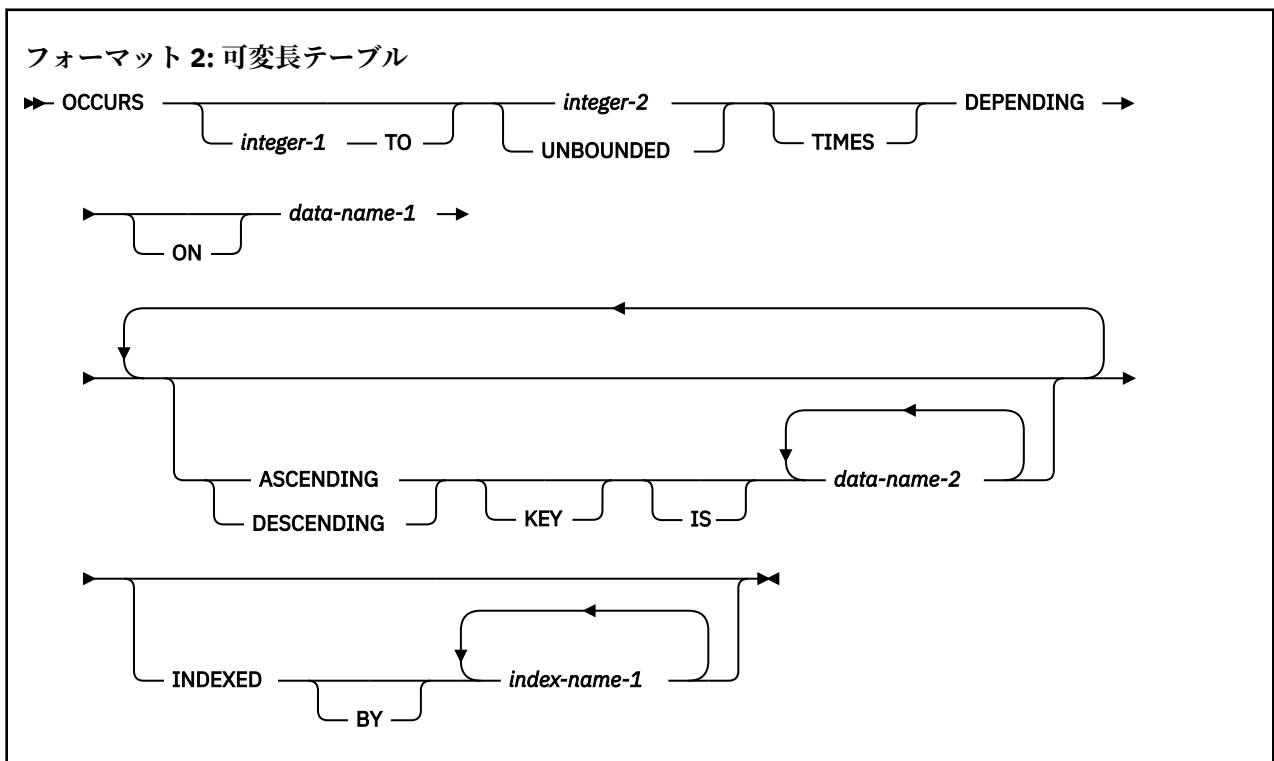 フォーマット 2: 可変長テーブル
OCCURS integer-2 DEPENDING
integer-1 TO UNBOUNDED TIMES
data-name-1
ON
ASCENDING data-name-2
DESCENDING KEY IS
INDEXED index-name-1
BY